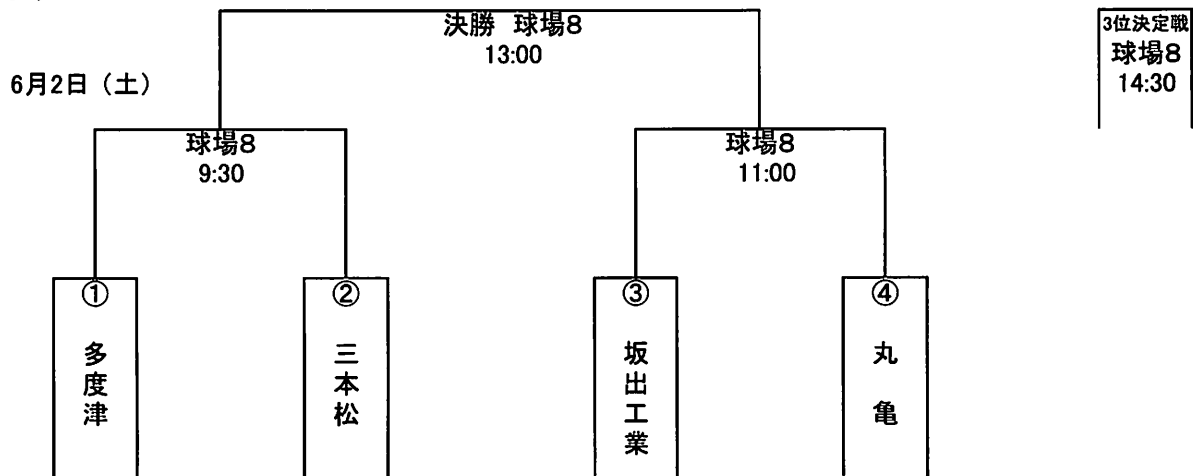 決勝 球場8
13:00
3位決定戦
球場8
14:30
6月2日（土）
球場8
9:30
球場8
11:00
①
多度津
②
三本松
③
坂出工業
④
丸亀